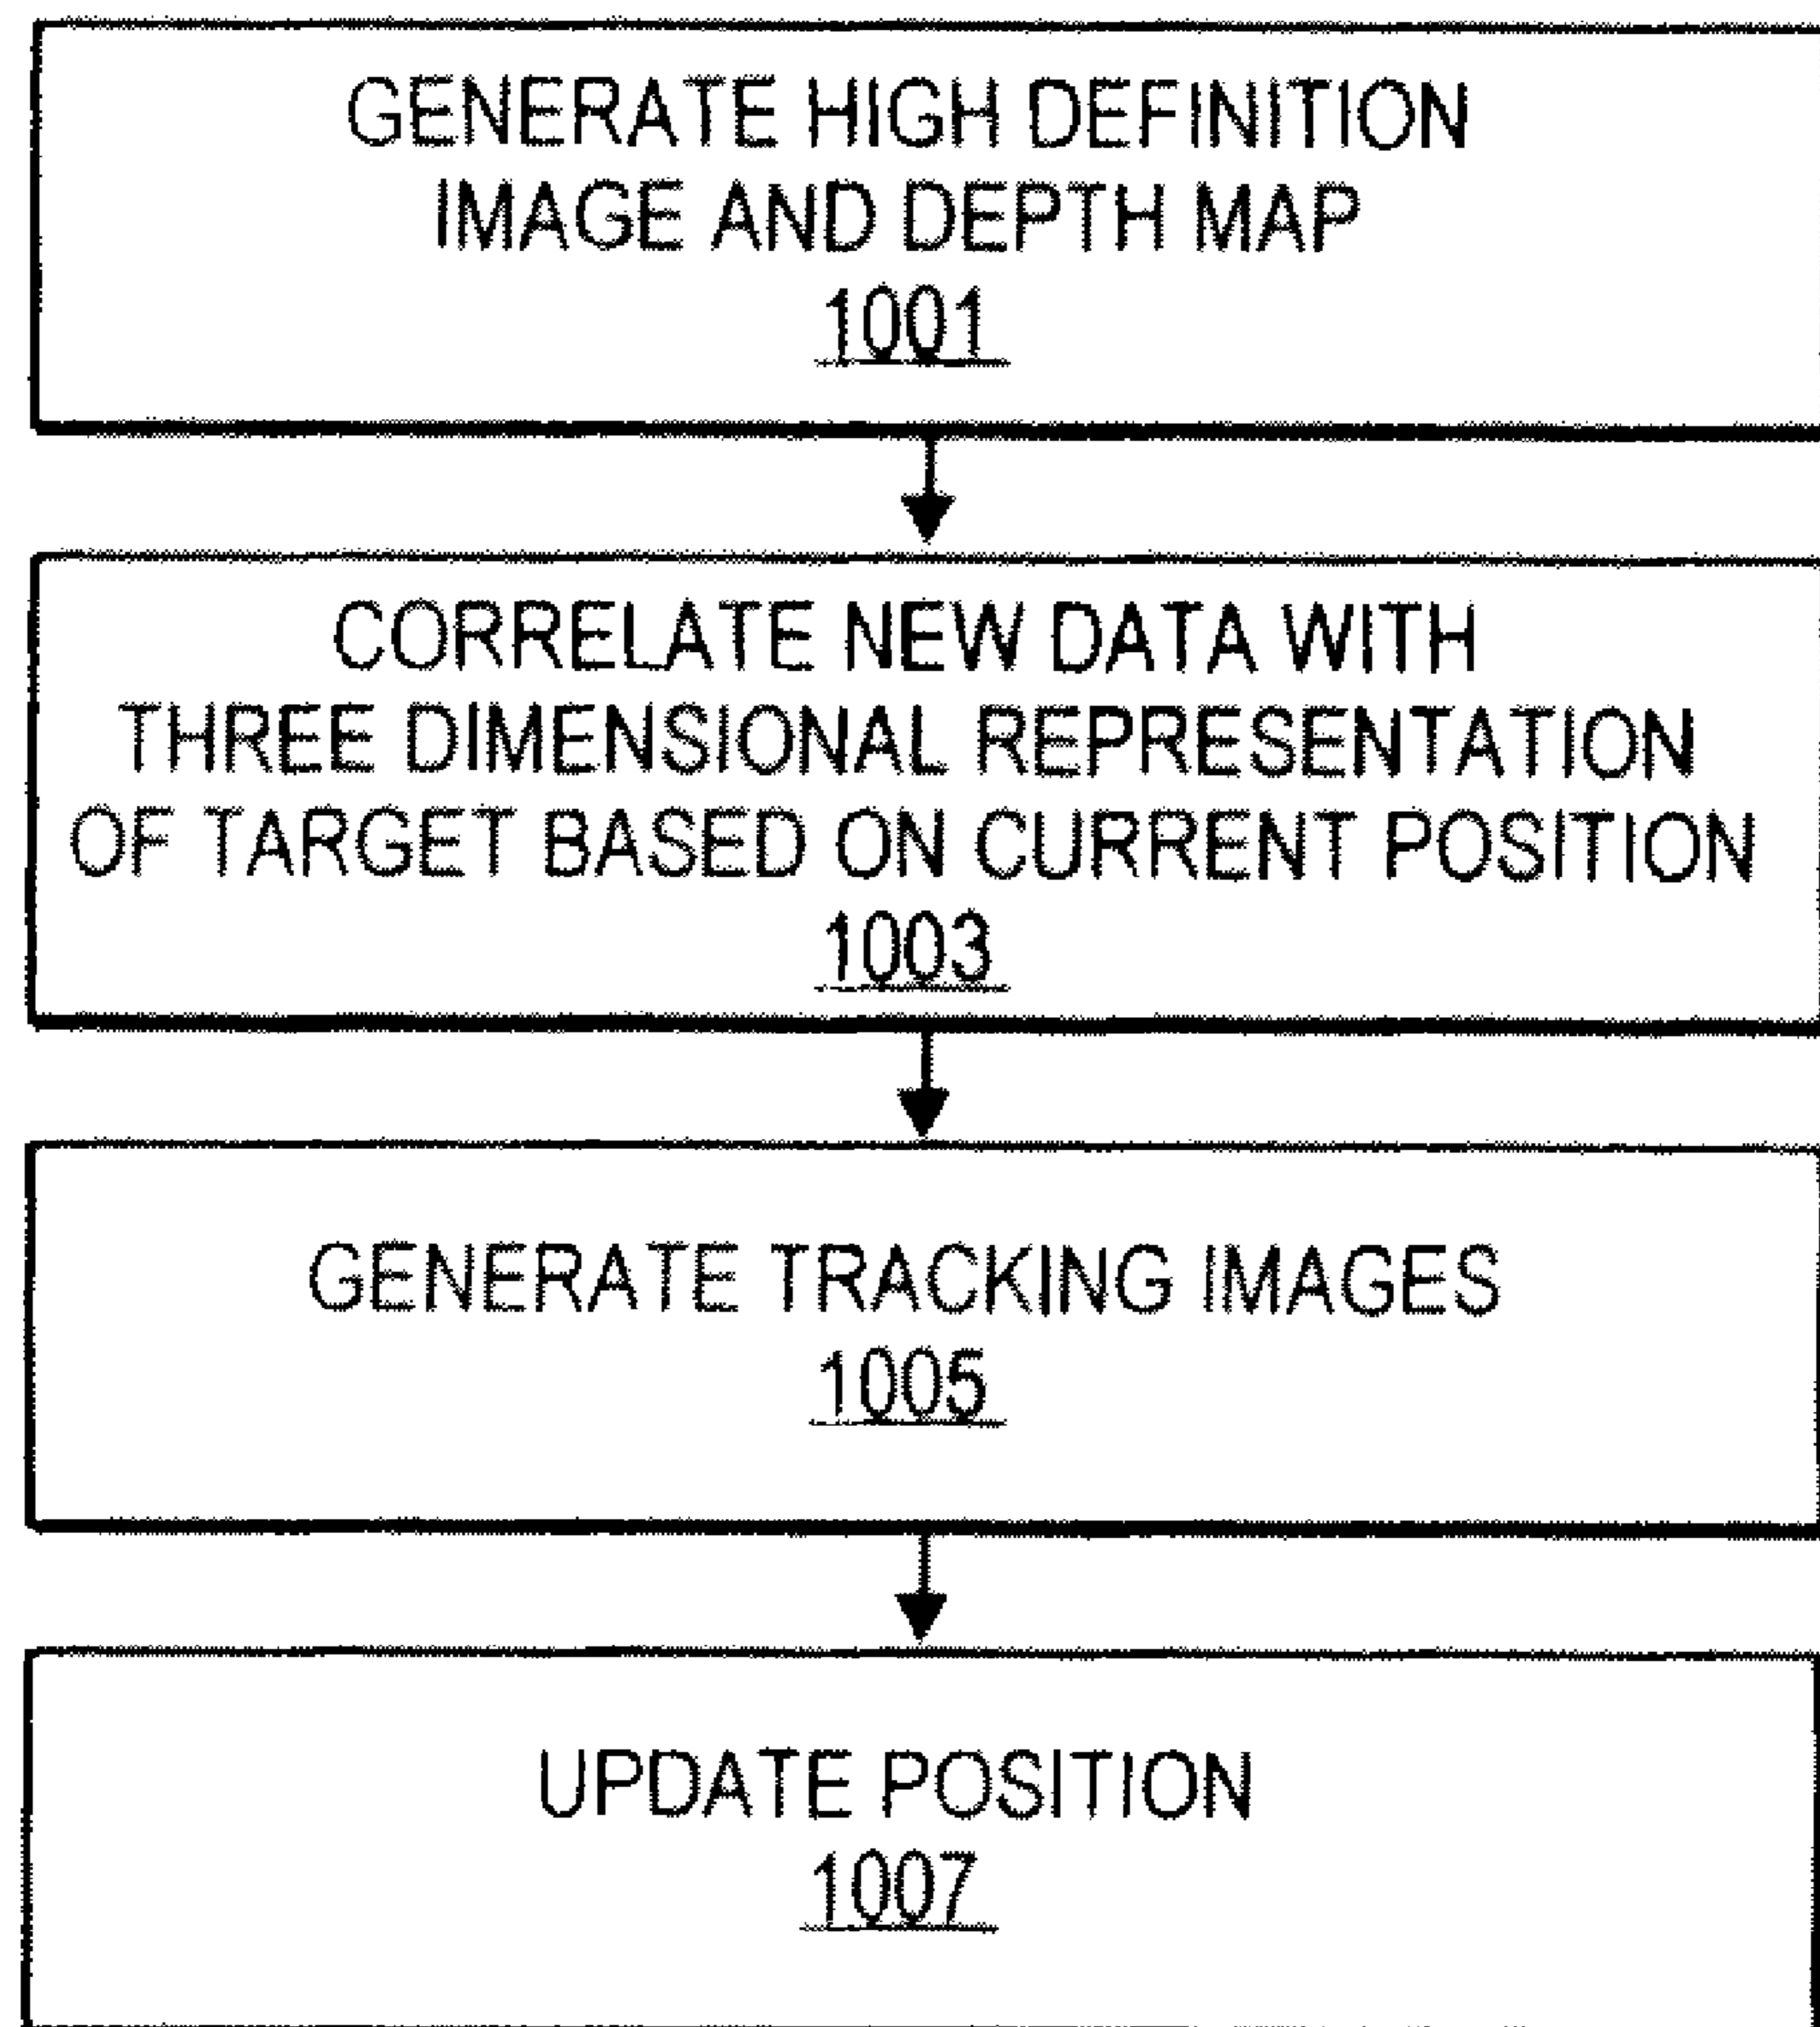 GENERATE HIGH DEFINITION
IMAGE AND DEPTH MAP
1001
CORRELATE NEW DATA WITH
THREE DIMENSIONAL REPRESENTATION
OF TARGET BASED ON CURRENT POSITION
1003
GENERATE TRACKING IMAGES
1005
UPDATE POSITION
1007